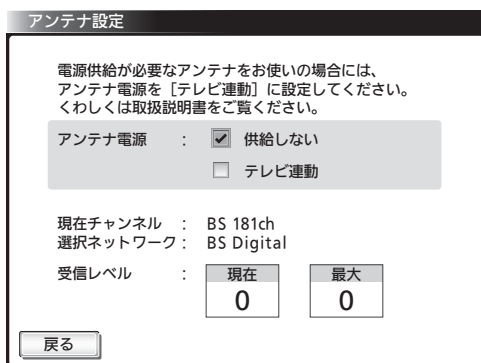 アンテナ設定
電源供給が必要なアンテナをお使いの場合には、
アンテナ電源を［テレビ連動］に設定してください。
くわしくは取扱説明書をご覧ください。
アンテナ電源 : 供給しない
テレビ連動
現在チャンネル : BS 181ch
選択ネットワーク : BS Digital
受信レベル : 現在 最大
0 0
戻る